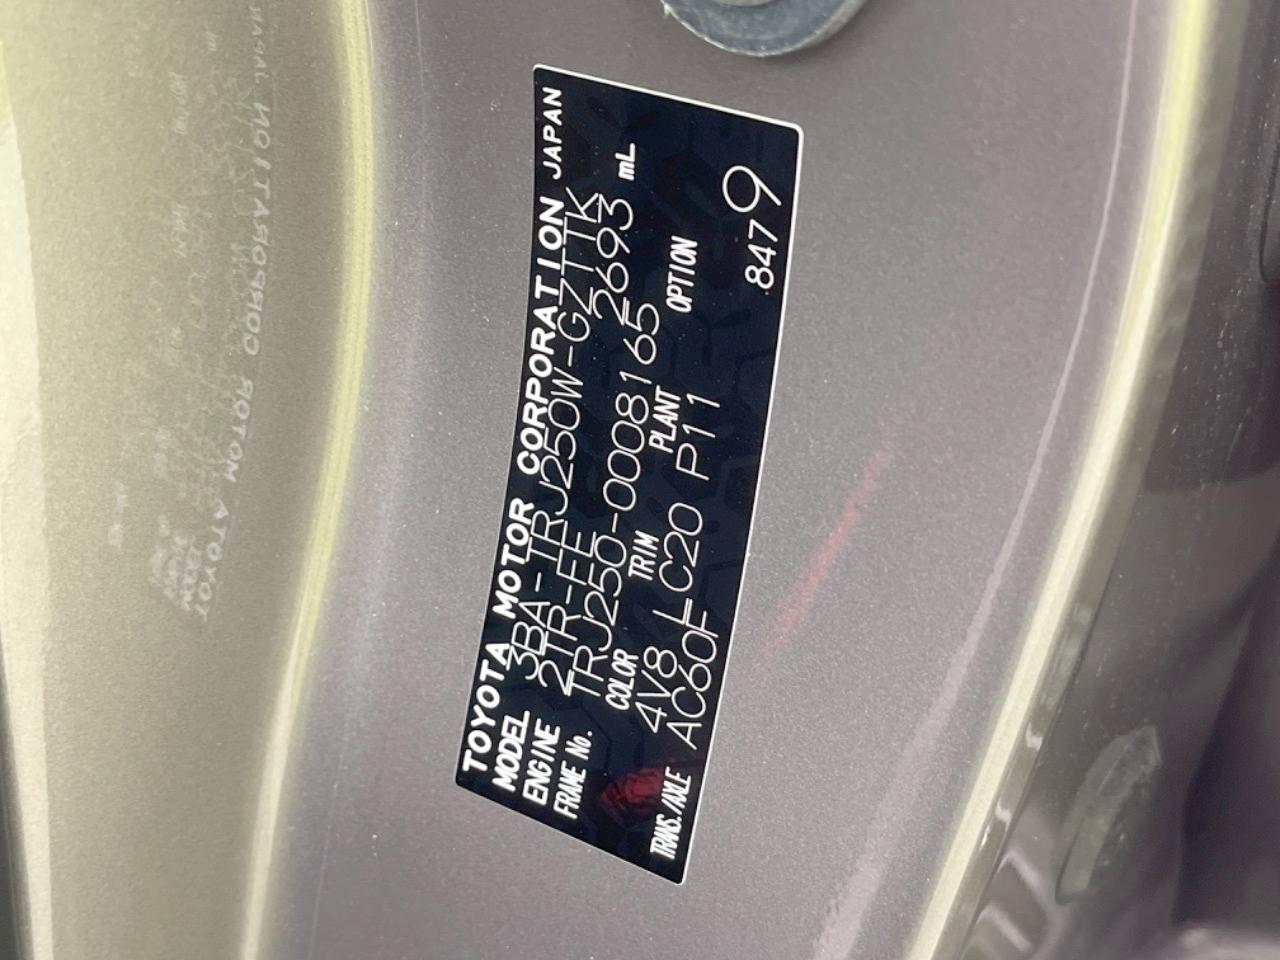 TOYOTA MOTOR CORPORATION JAPAN
MODEL 3BA-TRJ250W-GZTTK
ENGINE 2TR-FE 2693 mL
FRAME No. TRJ250-0008165
COLOR TRIM PLANT OPTION
4V8 LC20 P11
TRANS./AXLE AC60F 8479